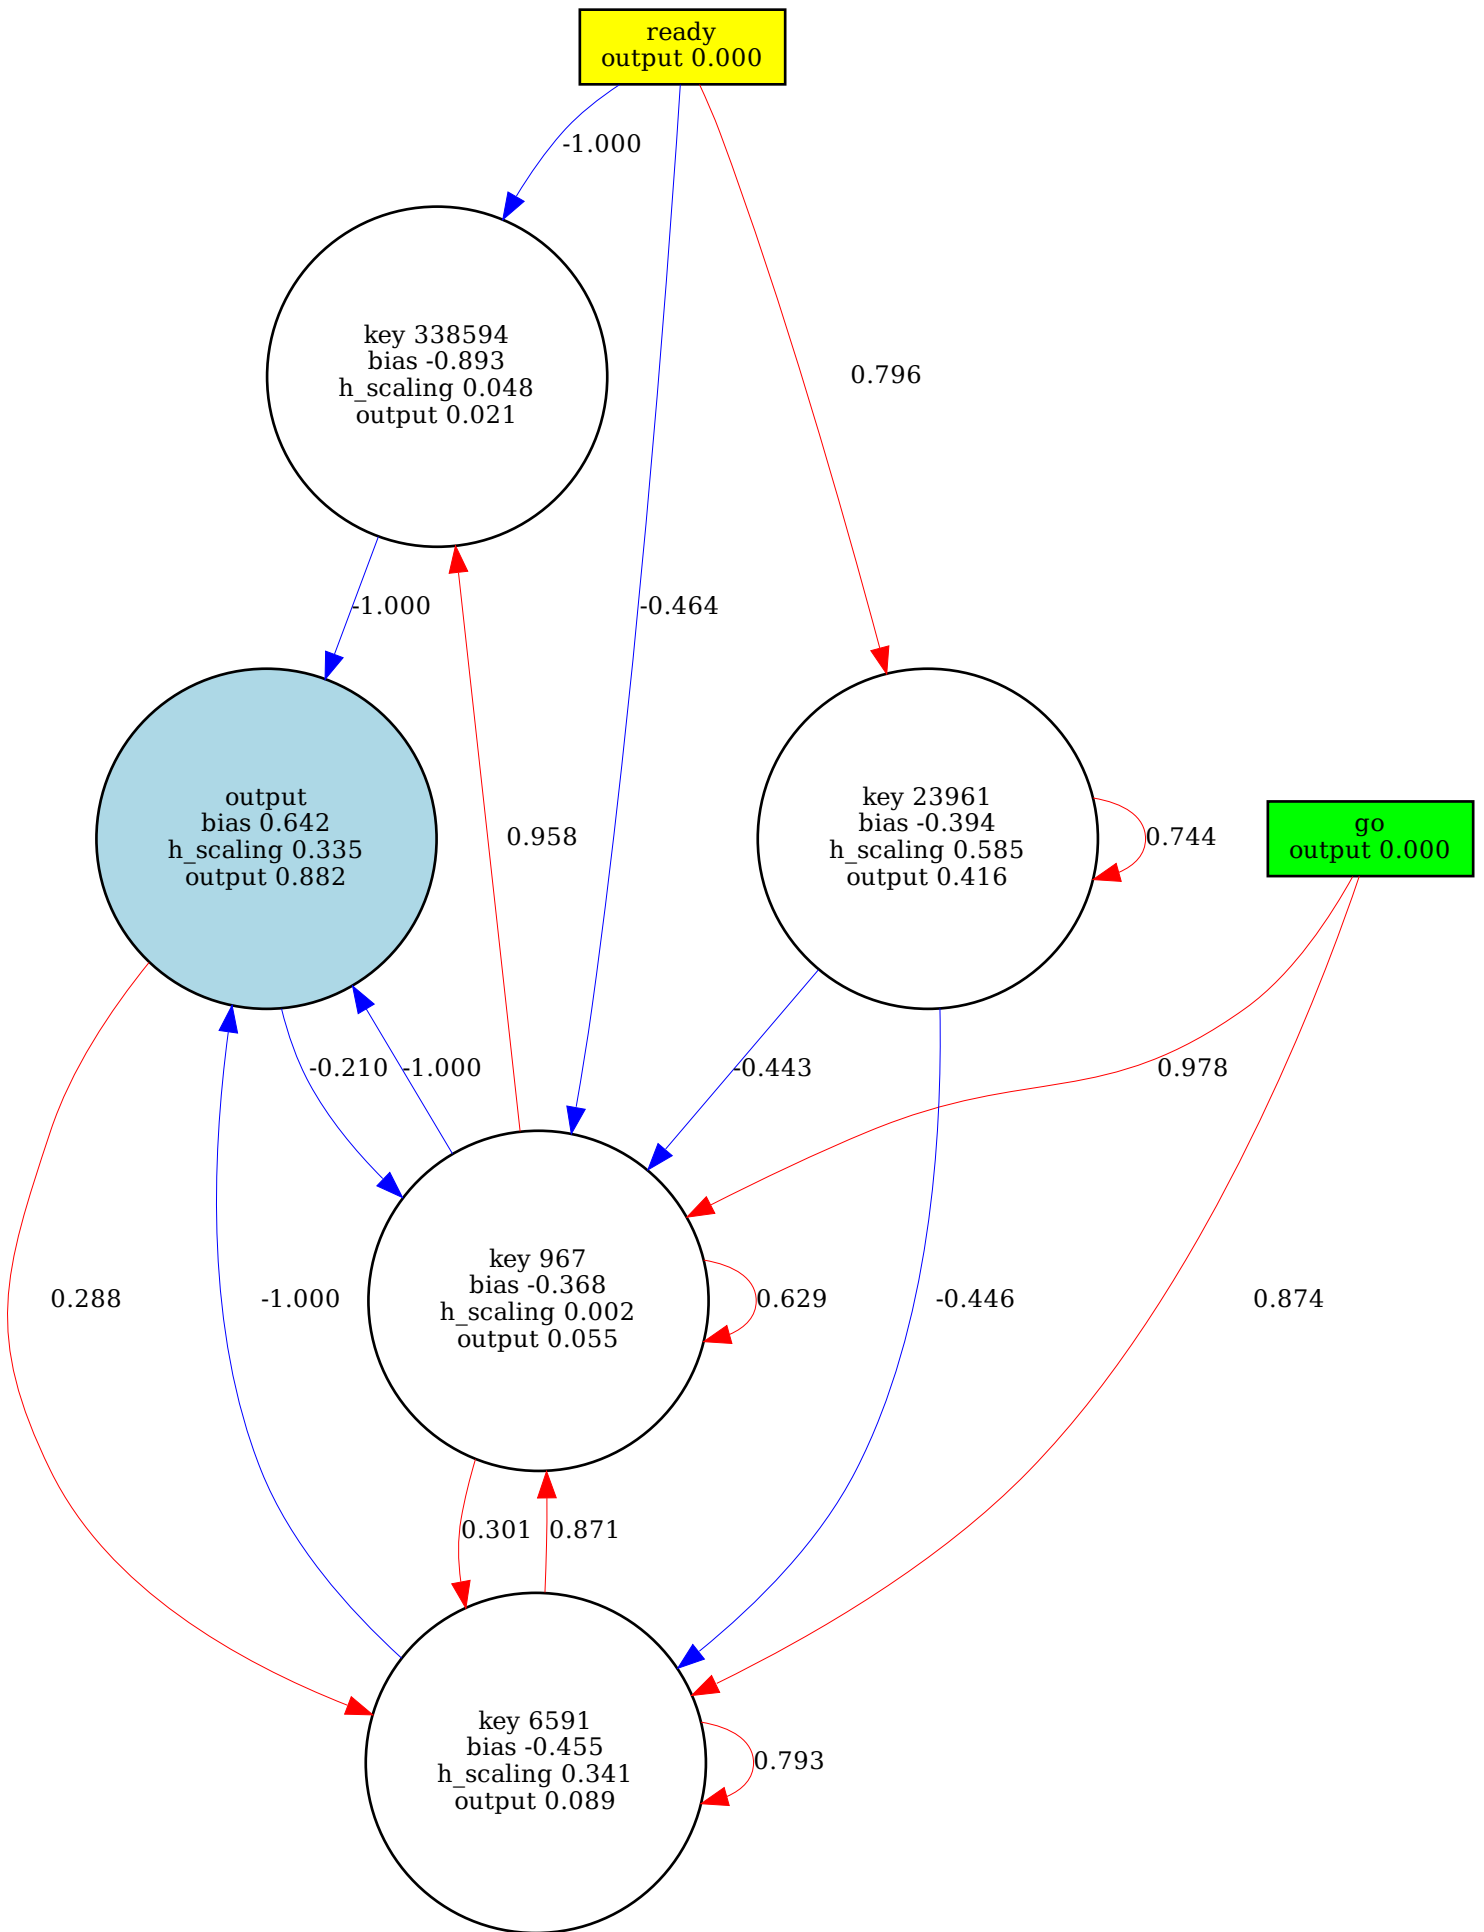 ready
output 0.000
-1.000
key 338594
bias -0.893
h_scaling 0.048
output 0.021
0.796
-1.000
-0.464
output
bias 0.642
h_scaling 0.335
output 0.882
0.958
key 23961
bias -0.394
h_scaling 0.585
output 0.416
0.744
go
output 0.000
-0.210
-1.000
-0.443
0.978
0.288
-1.000
key 967
bias -0.368
h_scaling 0.002
output 0.055
0.629
-0.446
0.874
0.301
0.871
key 6591
bias -0.455
h_scaling 0.341
output 0.089
0.793